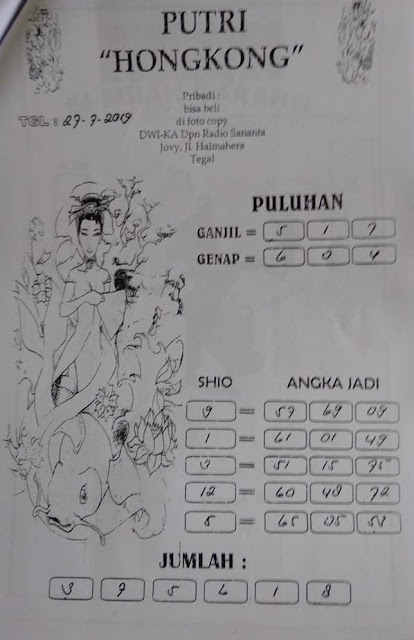 PUTRI
"HONGKONG"
Pribadi :
bisa beli
di foto copy
DWI-KA Dpn Radio Sananta
Jovy, Jl. Halmahera
Tegal
TGL : 27-7-2019
PULUHAN
GANJIL = 5 1 7
GENAP = 6 0 4
SHIO ANGKA JADI
9 = 57 69 09
1 = 61 01 49
3 = 51 15 75
12 = 60 48 72
5 = 65 05
JUMLAH :
3 7 5 6 1 8